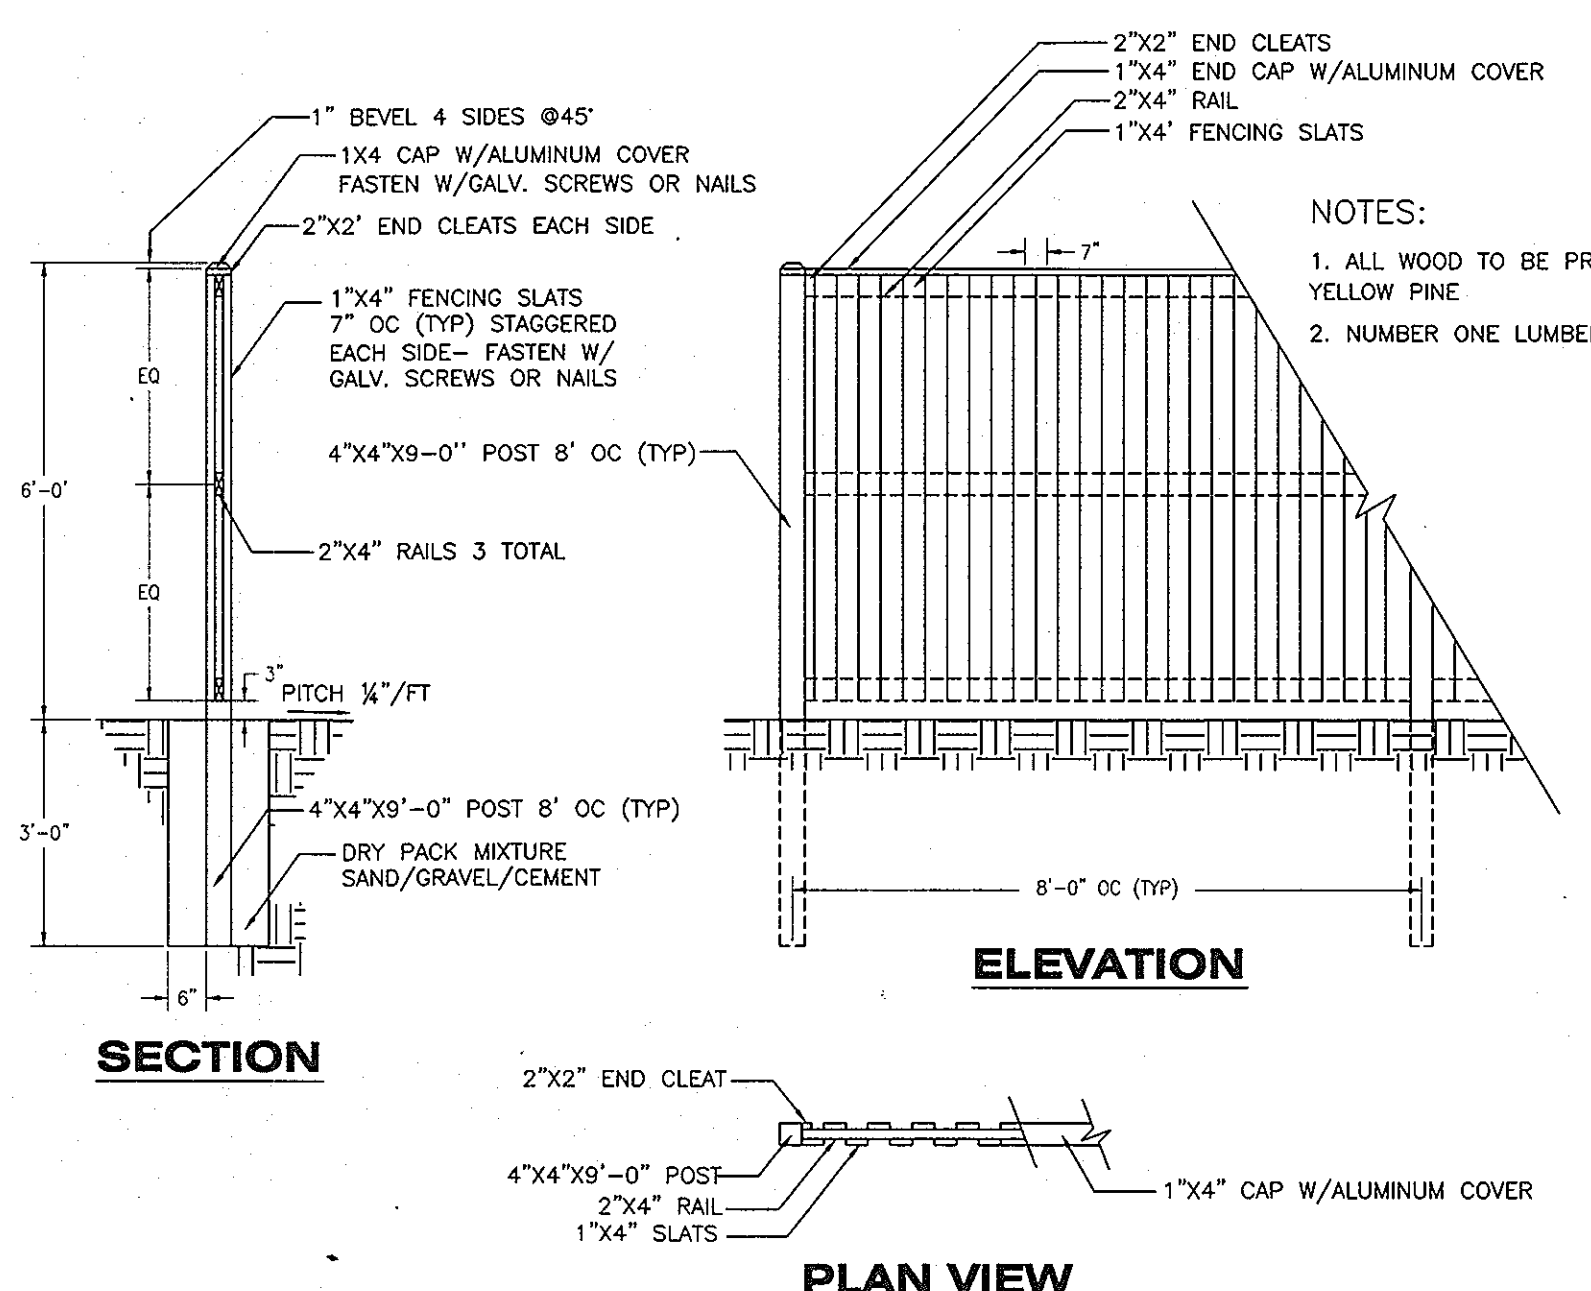 1" BEVEL 4 SIDES @45°
1X4 CAP W/ALUMINUM COVER
FASTEN W/GALV. SCREWS OR NAILS
2"X2' END CLEATS EACH SIDE
1"X4" FENCING SLATS
7" OC (TYP) STAGGERED
EACH SIDE– FASTEN W/
GALV. SCREWS OR NAILS
EQ
6'–0'
2"X4" RAILS 3 TOTAL
EQ
3"
PITCH ¼"/FT
4"X4"X9'–0" POST 8' OC (TYP)
3'–0"
DRY PACK MIXTURE
SAND/GRAVEL/CEMENT
6"
SECTION
2"X2" END CLEATS
1"X4" END CAP W/ALUMINUM COVER
2"X4" RAIL
1"X4' FENCING SLATS
7"
4"X4"X9–0'' POST 8' OC (TYP)
8'–0" OC (TYP)
ELEVATION
NOTES:
1. ALL WOOD TO BE PR
YELLOW PINE
2. NUMBER ONE LUMBE
2"X2" END CLEAT
4"X4"X9'–0" POST
2"X4" RAIL
1"X4" SLATS
1"X4" CAP W/ALUMINUM COVER
PLAN VIEW